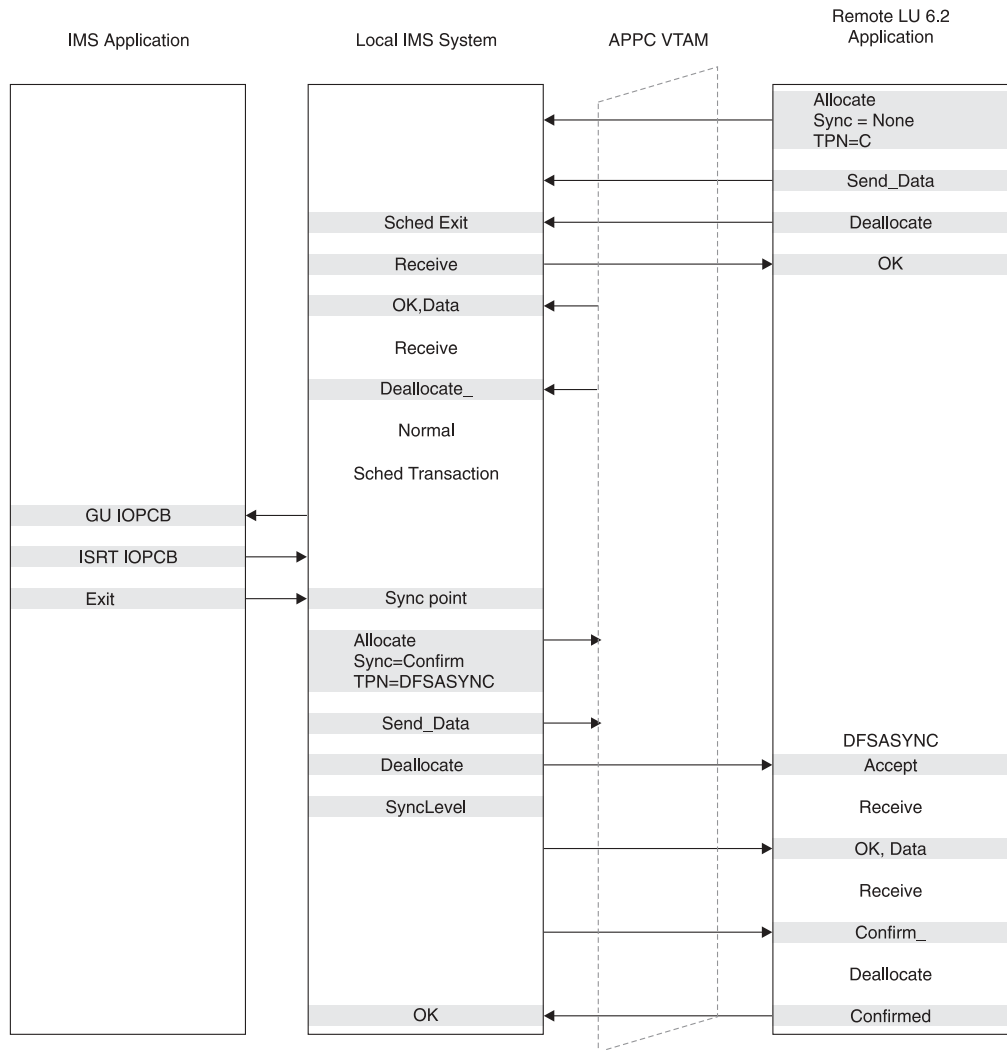 IMS Application
Local IMS System
APPC VTAM
Remote LU 6.2
Application
Allocate
Sync = None
TPN=C
Send_Data
Sched Exit
Deallocate
Receive
OK
OK,Data
Receive
Deallocate_
Normal
Sched Transaction
GU IOPCB
ISRT IOPCB
Exit
Sync point
Allocate
Sync=Confirm
TPN=DFSASYNC
Send_Data
DFSASYNC
Deallocate
Accept
SyncLevel
Receive
OK, Data
Receive
Confirm_
Deallocate
OK
Confirmed